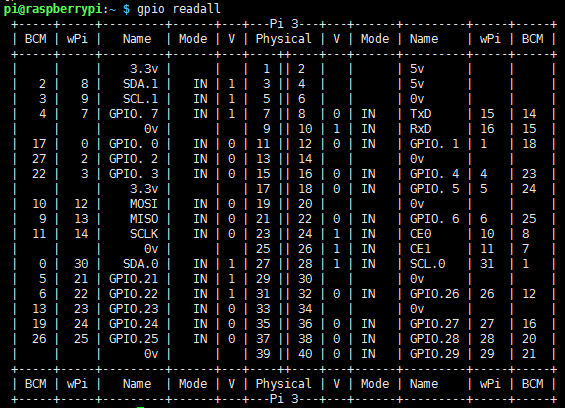 pi@raspberrypi:~ $ gpio readall
 +-----+-----+---------+------+---+---Pi 3---+---+------+---------+-----+-----+
 | BCM | wPi |   Name  | Mode | V | Physical | V | Mode | Name    | wPi | BCM |
 +-----+-----+---------+------+---+----++----+---+------+---------+-----+-----+
 |     |     |    3.3v |      |   |  1 || 2  |   |      | 5v      |     |     |
 |   2 |   8 |   SDA.1 |   IN | 1 |  3 || 4  |   |      | 5v      |     |     |
 |   3 |   9 |   SCL.1 |   IN | 1 |  5 || 6  |   |      | 0v      |     |     |
 |   4 |   7 | GPIO. 7 |   IN | 1 |  7 || 8  | 0 | IN   | TxD     | 15  | 14  |
 |     |     |      0v |      |   |  9 || 10 | 1 | IN   | RxD     | 16  | 15  |
 |  17 |   0 | GPIO. 0 |   IN | 0 | 11 || 12 | 0 | IN   | GPIO. 1 | 1   | 18  |
 |  27 |   2 | GPIO. 2 |   IN | 0 | 13 || 14 |   |      | 0v      |     |     |
 |  22 |   3 | GPIO. 3 |   IN | 0 | 15 || 16 | 0 | IN   | GPIO. 4 | 4   | 23  |
 |     |     |    3.3v |      |   | 17 || 18 | 0 | IN   | GPIO. 5 | 5   | 24  |
 |  10 |  12 |    MOSI |   IN | 0 | 19 || 20 |   |      | 0v      |     |     |
 |   9 |  13 |    MISO |   IN | 0 | 21 || 22 | 0 | IN   | GPIO. 6 | 6   | 25  |
 |  11 |  14 |    SCLK |   IN | 0 | 23 || 24 | 1 | IN   | CE0     | 10  | 8   |
 |     |     |      0v |      |   | 25 || 26 | 1 | IN   | CE1     | 11  | 7   |
 |   0 |  30 |   SDA.0 |   IN | 1 | 27 || 28 | 1 | IN   | SCL.0   | 31  | 1   |
 |   5 |  21 | GPIO.21 |   IN | 1 | 29 || 30 |   |      | 0v      |     |     |
 |   6 |  22 | GPIO.22 |   IN | 1 | 31 || 32 | 0 | IN   | GPIO.26 | 26  | 12  |
 |  13 |  23 | GPIO.23 |   IN | 0 | 33 || 34 |   |      | 0v      |     |     |
 |  19 |  24 | GPIO.24 |   IN | 0 | 35 || 36 | 0 | IN   | GPIO.27 | 27  | 16  |
 |  26 |  25 | GPIO.25 |   IN | 0 | 37 || 38 | 0 | IN   | GPIO.28 | 28  | 20  |
 |     |     |      0v |      |   | 39 || 40 | 0 | IN   | GPIO.29 | 29  | 21  |
 +-----+-----+---------+------+---+----++----+---+------+---------+-----+-----+
 | BCM | wPi |   Name  | Mode | V | Physical | V | Mode | Name    | wPi | BCM |
 +-----+-----+---------+------+---+---Pi 3---+---+------+---------+-----+-----+